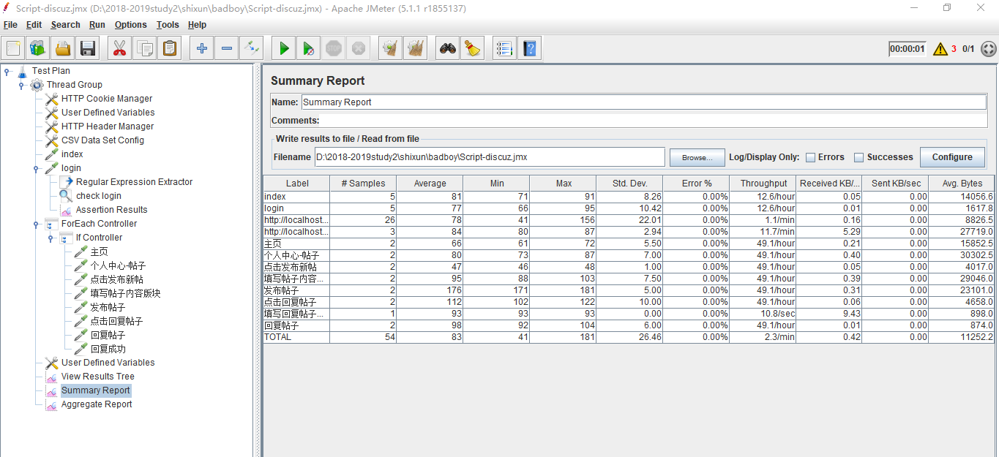 Script-discuz.jmx (D:\2018-2019study2\shixun\badboy\Script-discuz.jmx) - Apache JMeter (5.1.1 r1855137)
File Edit Search Run Options Tools Help
STOP
00:00:01 3 0/1
Test Plan
Thread Group
HTTP Cookie Manager
User Defined Variables
HTTP Header Manager
CSV Data Set Config
index
login
Regular Expression Extractor
check login
Assertion Results
ForEach Controller
If Controller
主页
个人中心-帖子
点击发布新帖
填写帖子内容版块
发布帖子
点击回复帖子
回复帖子
回复成功
User Defined Variables
View Results Tree
Summary Report
Aggregate Report
Summary Report
Name: Summary Report
Comments:
Write results to file / Read from file
Filename D:\2018-2019study2\shixun\badboy\Script-discuz.jmx Browse... Log/Display Only: Errors Successes Configure
Label # Samples Average Min Max Std. Dev. Error % Throughput Received KB/... Sent KB/sec Avg. Bytes
index 5 81 71 91 8.26 0.00% 12.6/hour 0.05 0.00 14056.6
login 5 77 66 95 10.42 0.00% 12.6/hour 0.01 0.00 1617.8
http://localhost... 26 78 41 156 22.01 0.00% 1.1/min 0.16 0.00 8826.5
http://localhost... 3 84 80 87 2.94 0.00% 11.7/min 5.29 0.00 27719.0
主页 2 66 61 72 5.50 0.00% 49.1/hour 0.21 0.00 15852.5
个人中心-帖子 2 80 73 87 7.00 0.00% 49.1/hour 0.40 0.00 30302.5
点击发布新帖 2 47 46 48 1.00 0.00% 49.1/hour 0.05 0.00 4017.0
填写帖子内容... 2 95 88 103 7.50 0.00% 49.1/hour 0.39 0.00 29046.0
发布帖子 2 176 171 181 5.00 0.00% 49.1/hour 0.31 0.00 23101.0
点击回复帖子 2 112 102 122 10.00 0.00% 49.1/hour 0.06 0.00 4658.0
填写回复帖子... 1 93 93 93 0.00 0.00% 10.8/sec 9.43 0.00 898.0
回复帖子 2 98 92 104 6.00 0.00% 49.1/hour 0.01 0.00 874.0
TOTAL 54 83 41 181 26.46 0.00% 2.3/min 0.42 0.00 11252.2